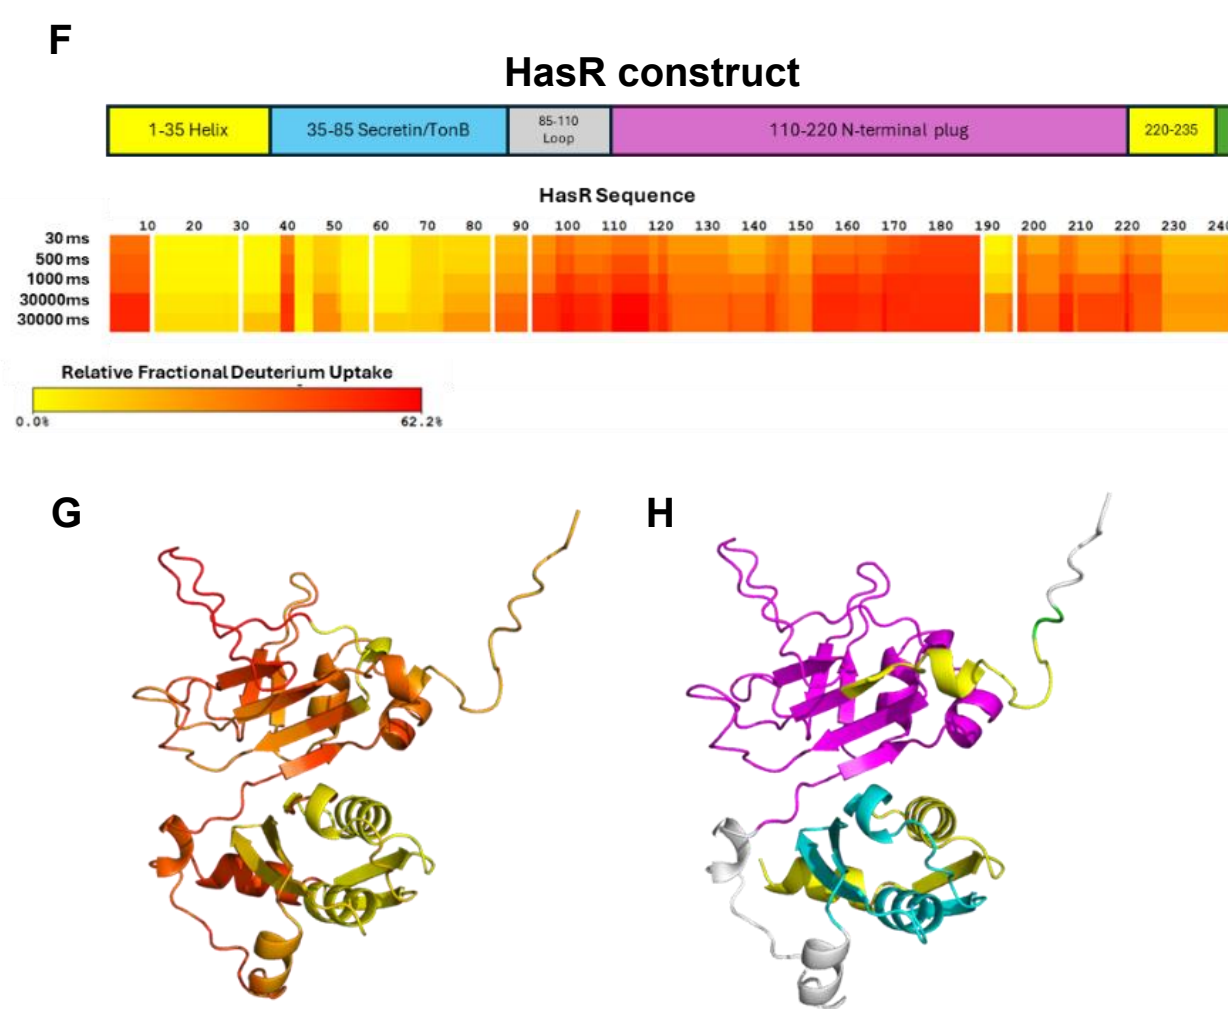 F
HasR construct
1-35 Helix 35-85 Secretin/TonB 85-110 Loop 110-220 N-terminal plug 220-235
HasR Sequence
10 20 30 40 50 60 70 80 90 100 110 120 130 140 150 160 170 180 190 200 210 220 230 240
30 ms
500 ms
1000 ms
30000ms
30000 ms
Relative Fractional Deuterium Uptake
0.0% 62.2%
G H